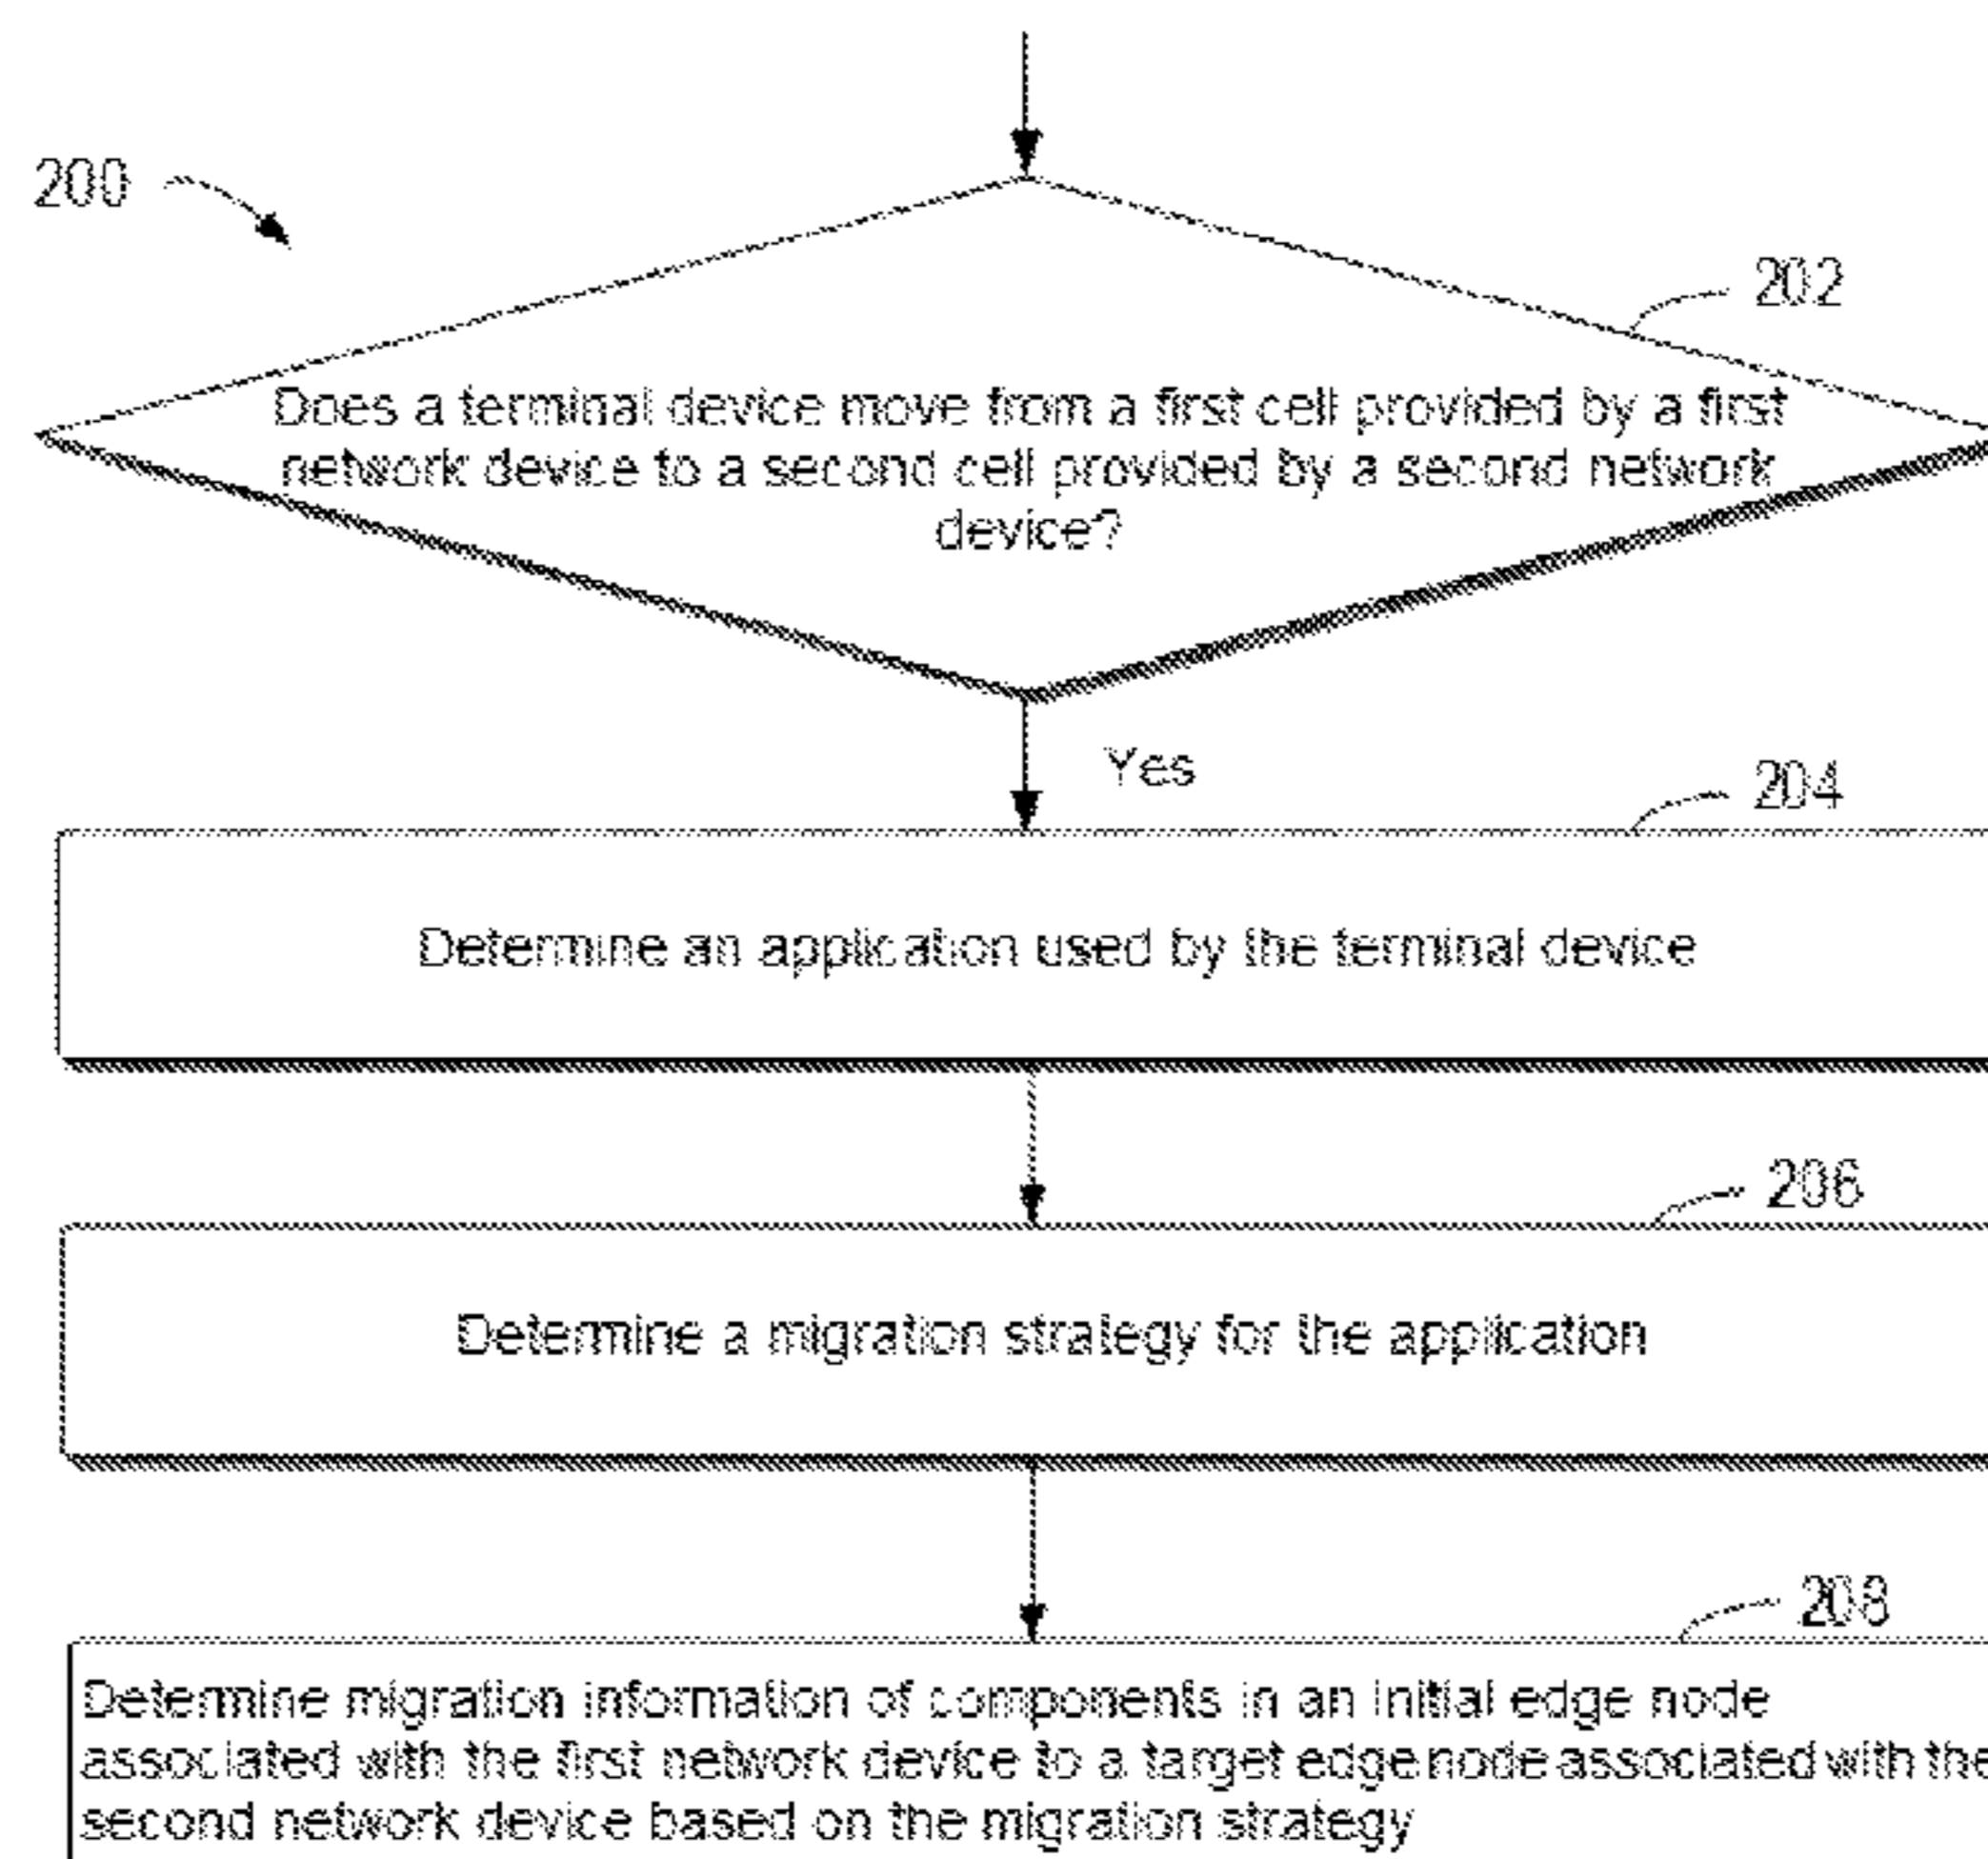 200
202
Does a terminal device move from a first cell provided by a first
network device to a second cell provided by a second network
device?
Yes
204
Determine an application used by the terminal device
206
Determine a migration strategy for the application
208
Determine migration information of components in an initial edge node
associated with the first network device to a target edge node associated with the
second network device based on the migration strategy